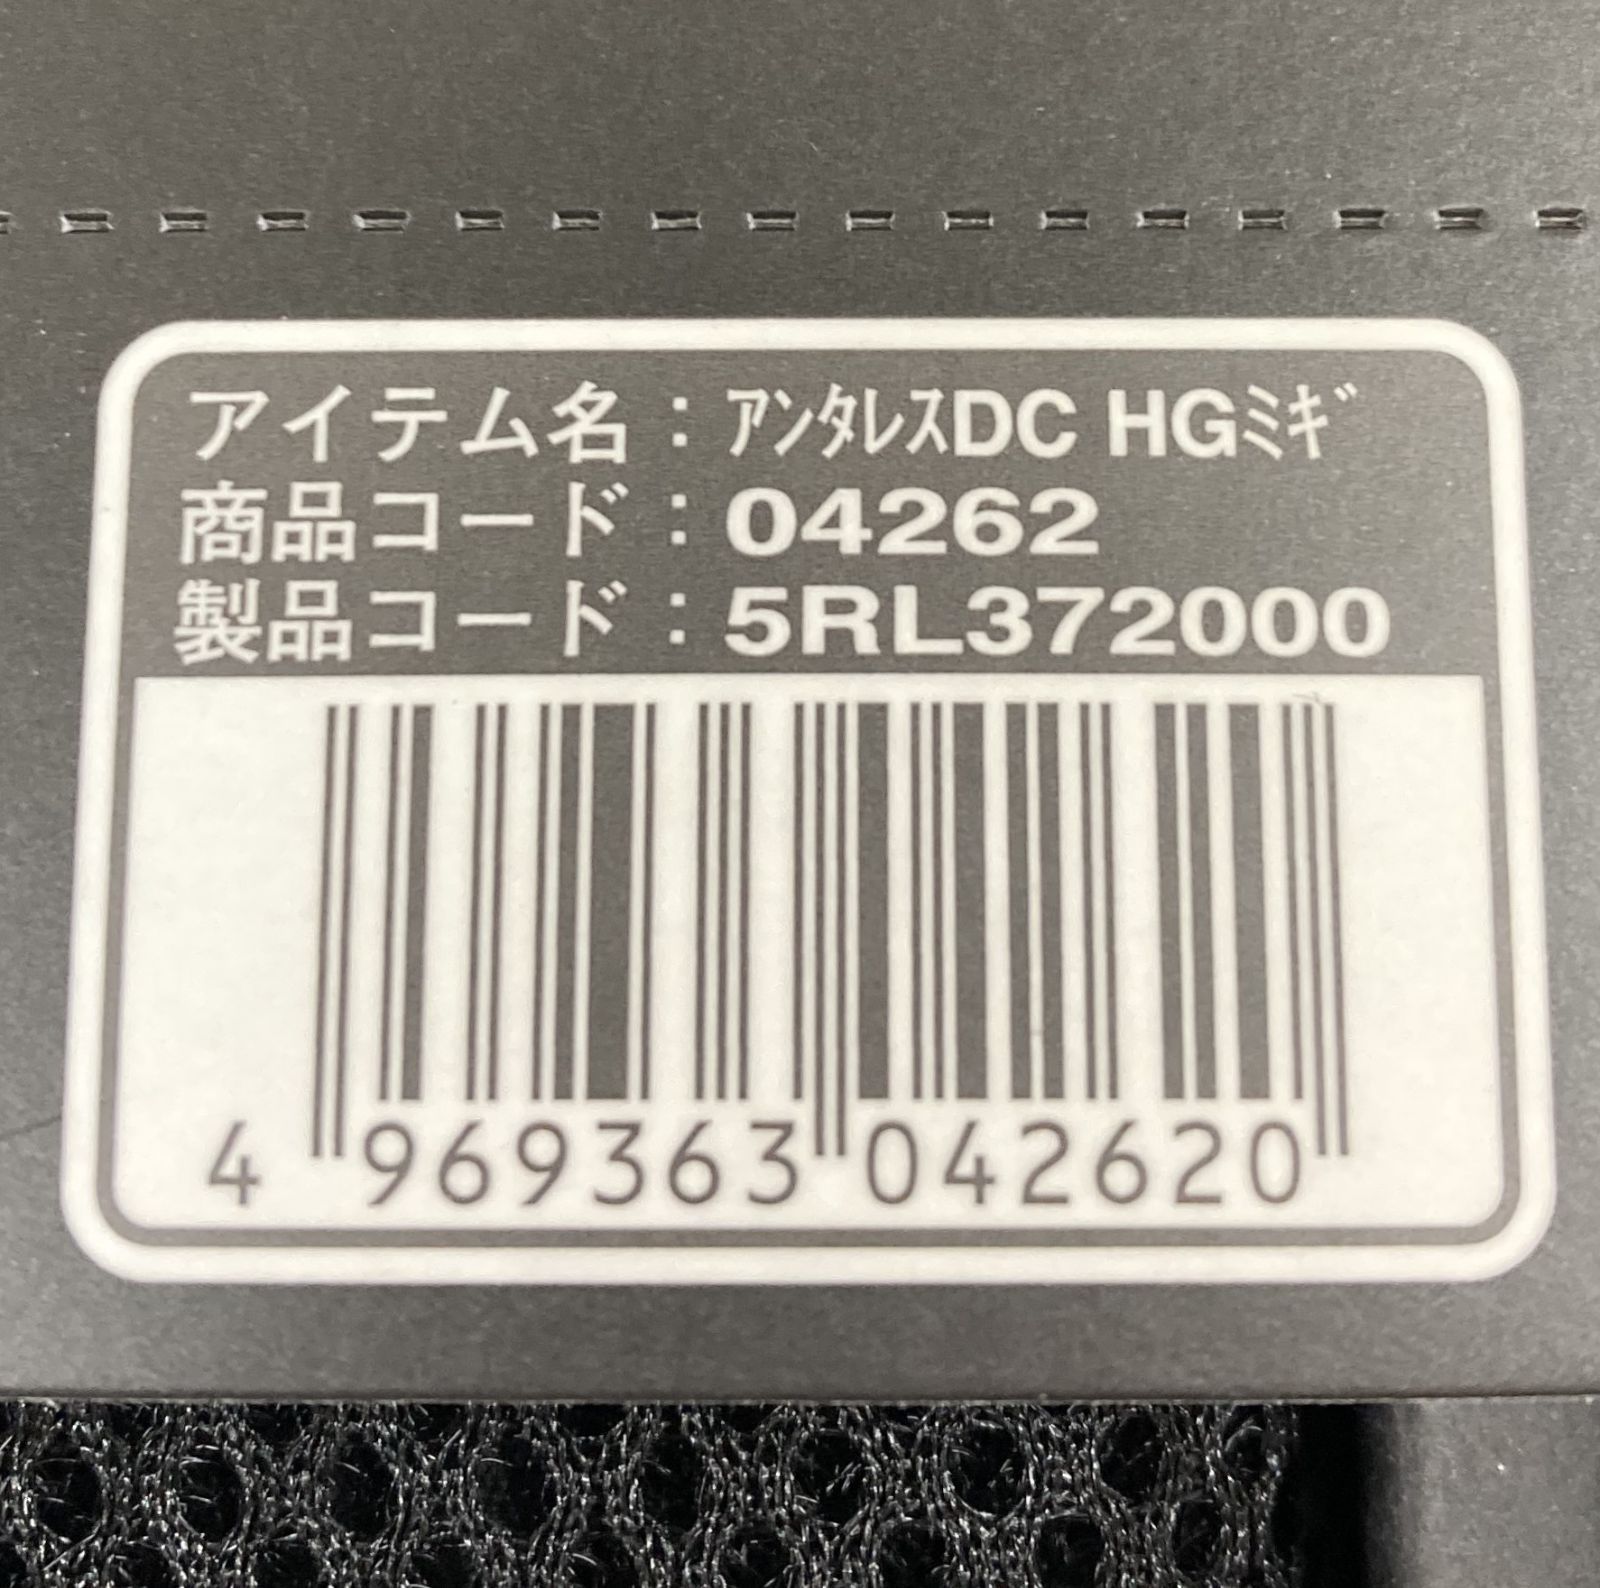 アイテム名：ｱﾝﾀﾚｽDC HGﾐｷﾞ
商品コード：04262
製品コード：5RL372000
4 969363 042620